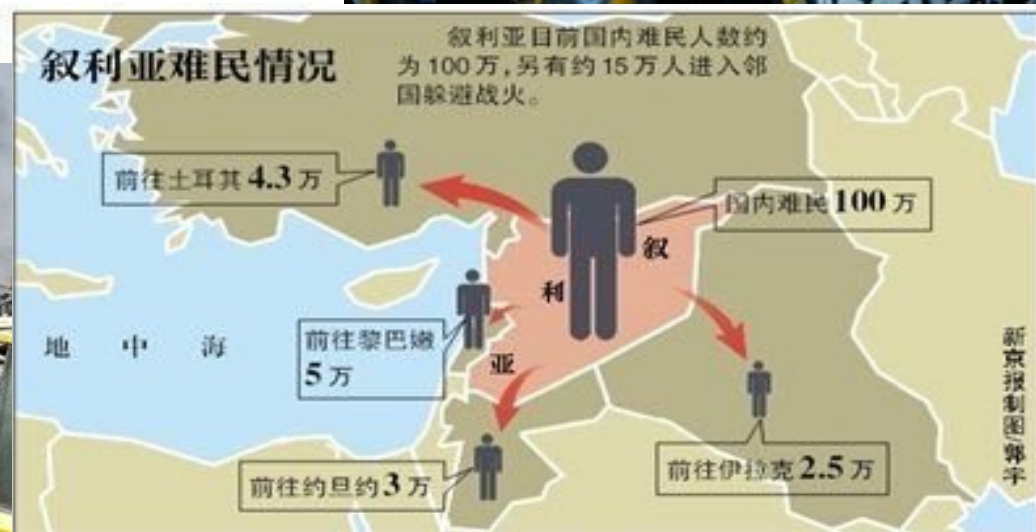 叙利亚难民情况
叙利亚目前国内难民人数约
为100万,另有约15万人进入邻
国躲避战火。
前往土耳其4.3万
国内难民100万
叙
利
亚
前往黎巴嫩
5万
地中海
前往约旦约3万
前往伊拉克2.5万
新京报制图/郭宇